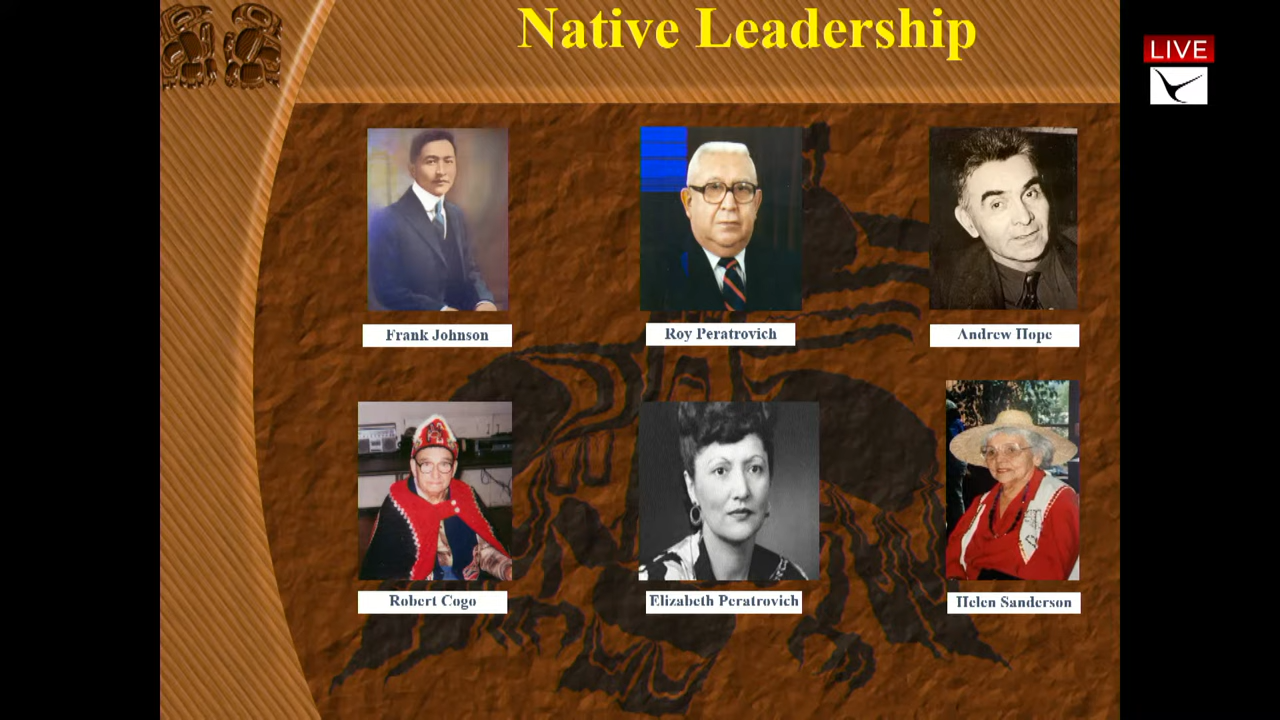 Native Leadership
LIVE
Frank Johnson
Roy Peratrovich
Andrew Hope
Robert Cogo
Elizabeth Peratrovich
Helen Sanderson